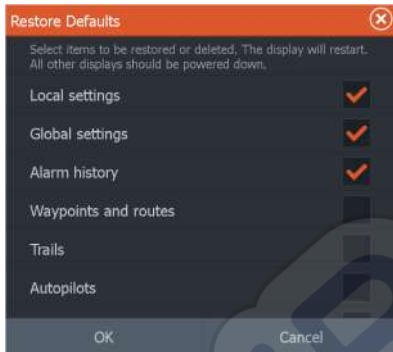 Restore Defaults
Select items to be restored or deleted. The display will restart.
All other displays should be powered down.
Local settings
Global settings
Alarm history
Waypoints and routes
Trails
Autopilots
OK Cancel